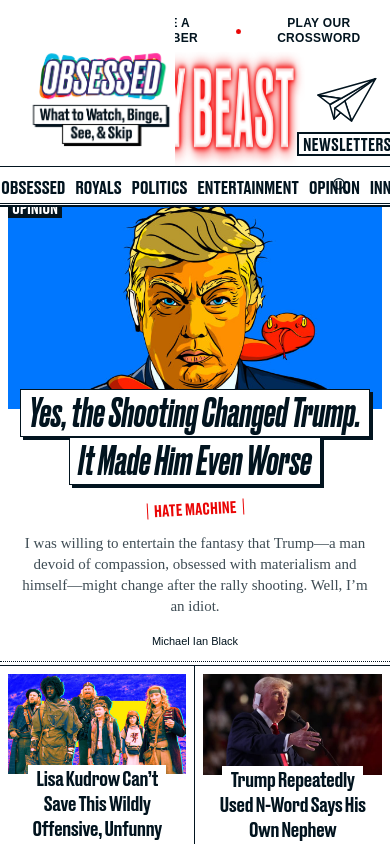 E A
BER
PLAY OUR
CROSSWORD
OBSESSED
What to Watch, Binge,
See, & Skip
Y BEAST
NEWSLETTERS
OBSESSED ROYALS POLITICS ENTERTAINMENT OPINION INN
OPINION
Yes, the Shooting Changed Trump.
It Made Him Even Worse
HATE MACHINE
I was willing to entertain the fantasy that Trump—a man
devoid of compassion, obsessed with materialism and
himself—might change after the rally shooting. Well, I’m
an idiot.
Michael Ian Black
Lisa Kudrow Can’t
Save This Wildly
Offensive, Unfunny
Trump Repeatedly
Used N-Word Says His
Own Nephew